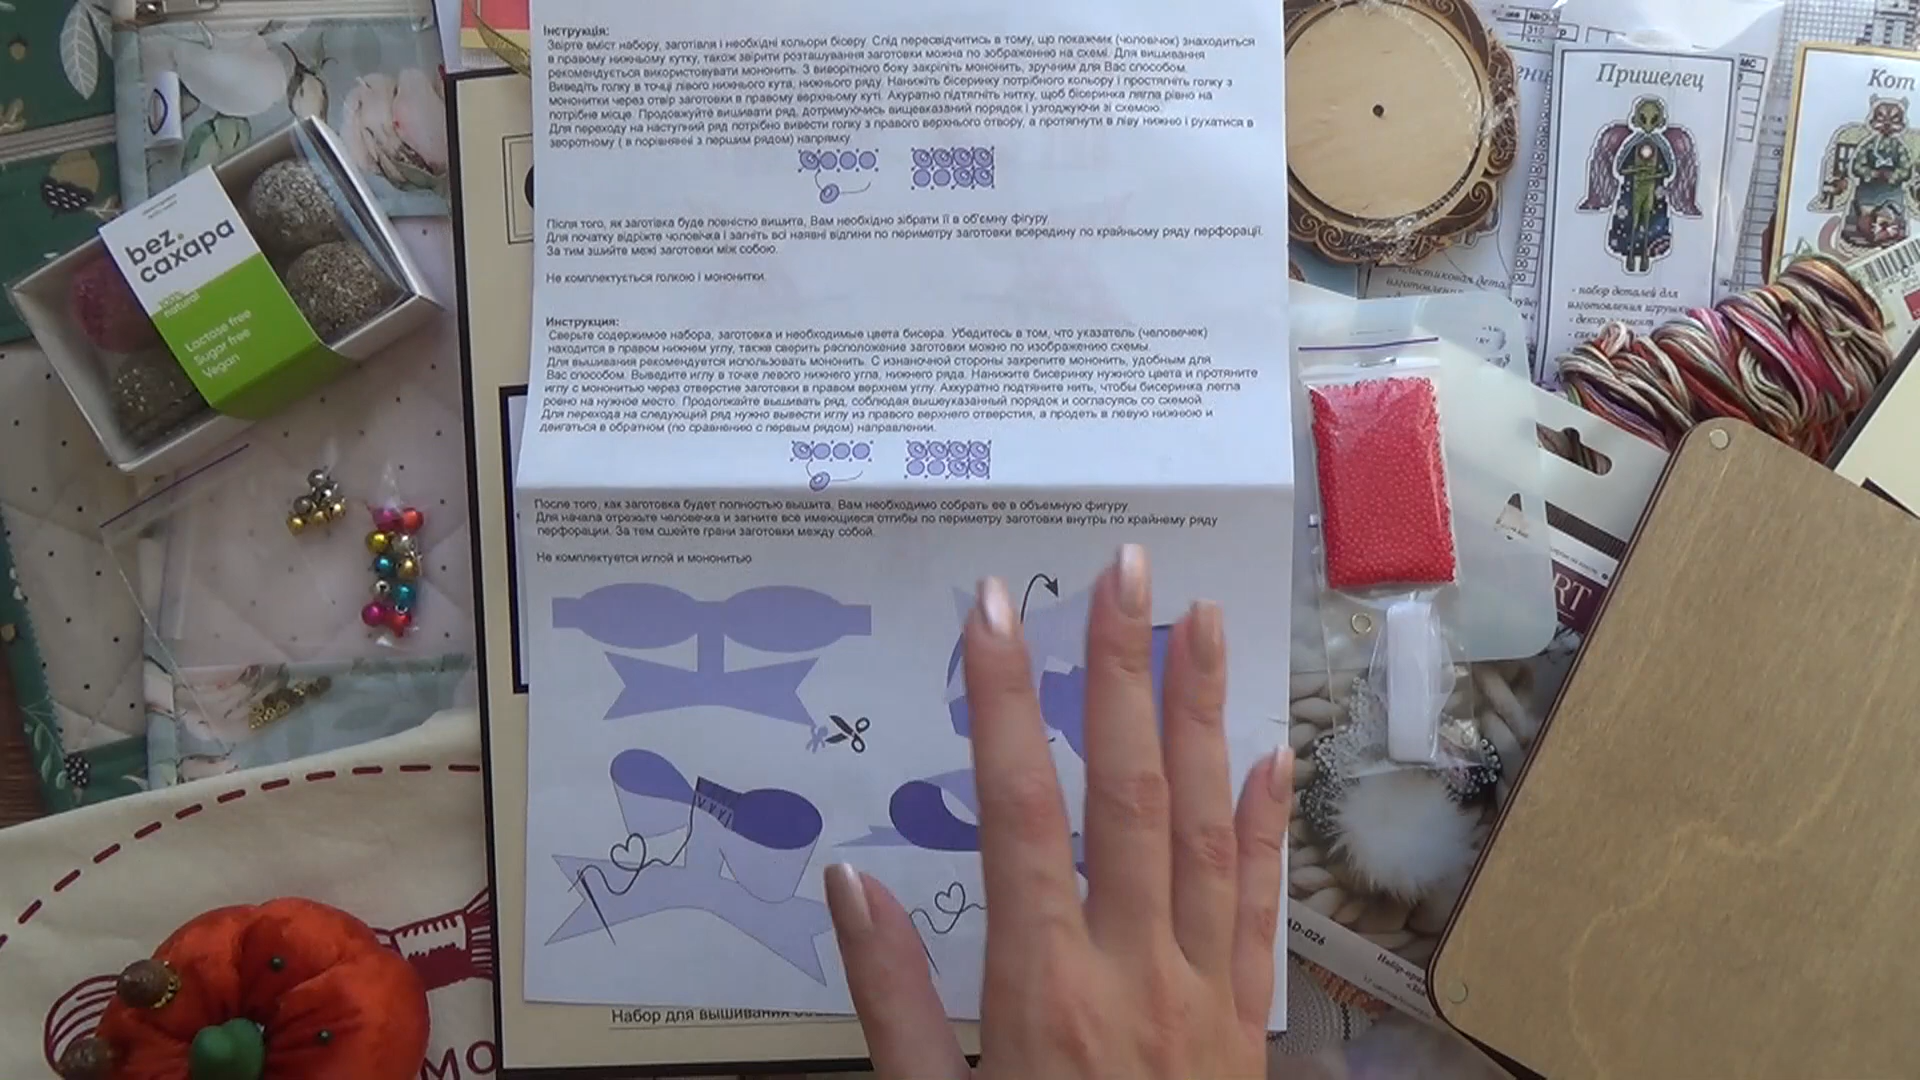 Інструкція:
Звірте вміст набору, заготівля і необхідні кольори бісеру. Слід пересвідчитись в тому, що покажчик (чоловічок) знаходиться
в правому нижньому кутку, також звірити розташування заготовки можна по зображенню на схемі. Для вишивання
рекомендується використовувати мононить. З виворітного боку закріпіть мононить, зручним для Вас способом.
Виведіть голку в точці лівого нижнього кута, нижнього ряду. Нанижіть бісеринку потрібного кольору і простягніть голку з
мононитки через отвір заготовки в правому верхньому куті. Акуратно підтягніть нитку, щоб бісеринка лягла рівно на
потрібне місце. Продовжуйте вишивати ряд, дотримуючись вищевказаний порядок і узгоджуючи зі схемою.
Для переходу на наступний ряд потрібно вивести голку з правого верхнього отвору, а протягнути в ліву нижню і рухатися в
зворотному ( в порівнянні з першим рядом) напрямку.
Після того, як заготівка буде повністю вишита, Вам необхідно зібрати її в об'ємну фігуру.
Для початку відріжте чоловічка і загніть всі наявні відгини по периметру заготовки всередину по крайньому ряду перфорації.
За тим зшийте межі заготовки між собою.
Не комплектується голкою і мононитки.
Инструкция:
Сверьте содержимое набора, заготовка и необходимые цвета бисера. Убедитесь в том, что указатель (человечек)
находится в правом нижнем углу, также сверить расположение заготовки можно по изображению схемы.
Для вышивания рекомендуется использовать мононить. С изнаночной стороны закрепите мононить, удобным для
Вас способом. Выведите иглу в точке левого нижнего угла, нижнего ряда. Нанижите бисеринку нужного цвета и протяните
иглу с мононитью через отверстие заготовки в правом верхнем углу. Аккуратно подтяните нить, чтобы бисеринка легла
ровно на нужное место. Продолжайте вышивать ряд, соблюдая вышеуказанный порядок и согласуясь со схемой.
Для перехода на следующий ряд нужно вывести иглу из правого верхнего отверстия, а продеть в левую нижнюю и
двигаться в обратном (по сравнению с первым рядом) направлении.
После того, как заготовка будет полностью вышита, Вам необходимо собрать ее в объемную фигуру.
Для начала отрежьте человечка и загните все имеющиеся отгибы по периметру заготовки внутрь по крайнему ряду
перфорации. За тем сшейте грани заготовки между собой.
Не комплектуется иглой и мононитью
Набор для вышивания
bez.
сахара
100%
natural
Lactose free
Sugar free
Vegan
Пришелец
- набор деталей для
изготовления игрушки
Кот
AD-026